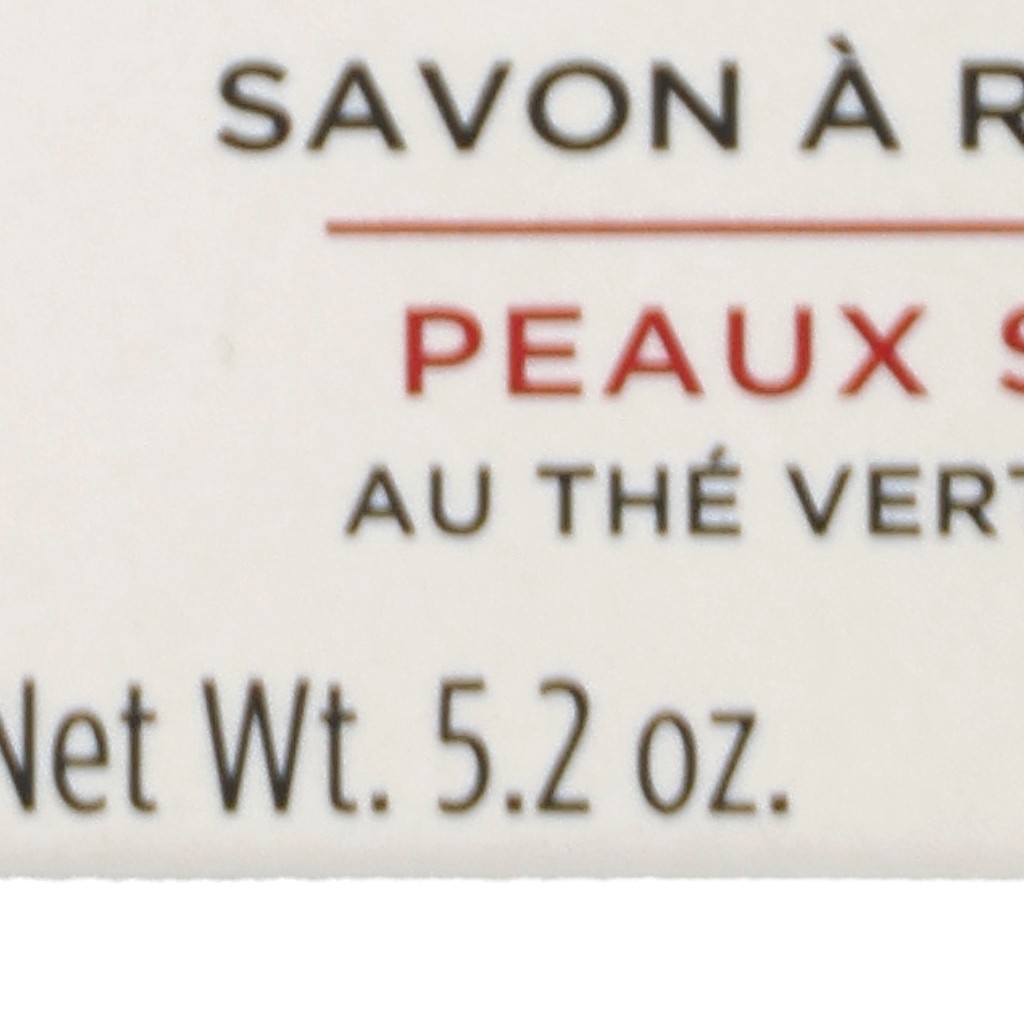 SAVON À R
PEAUX S
AU THÉ VERT
Net Wt. 5.2 oz.